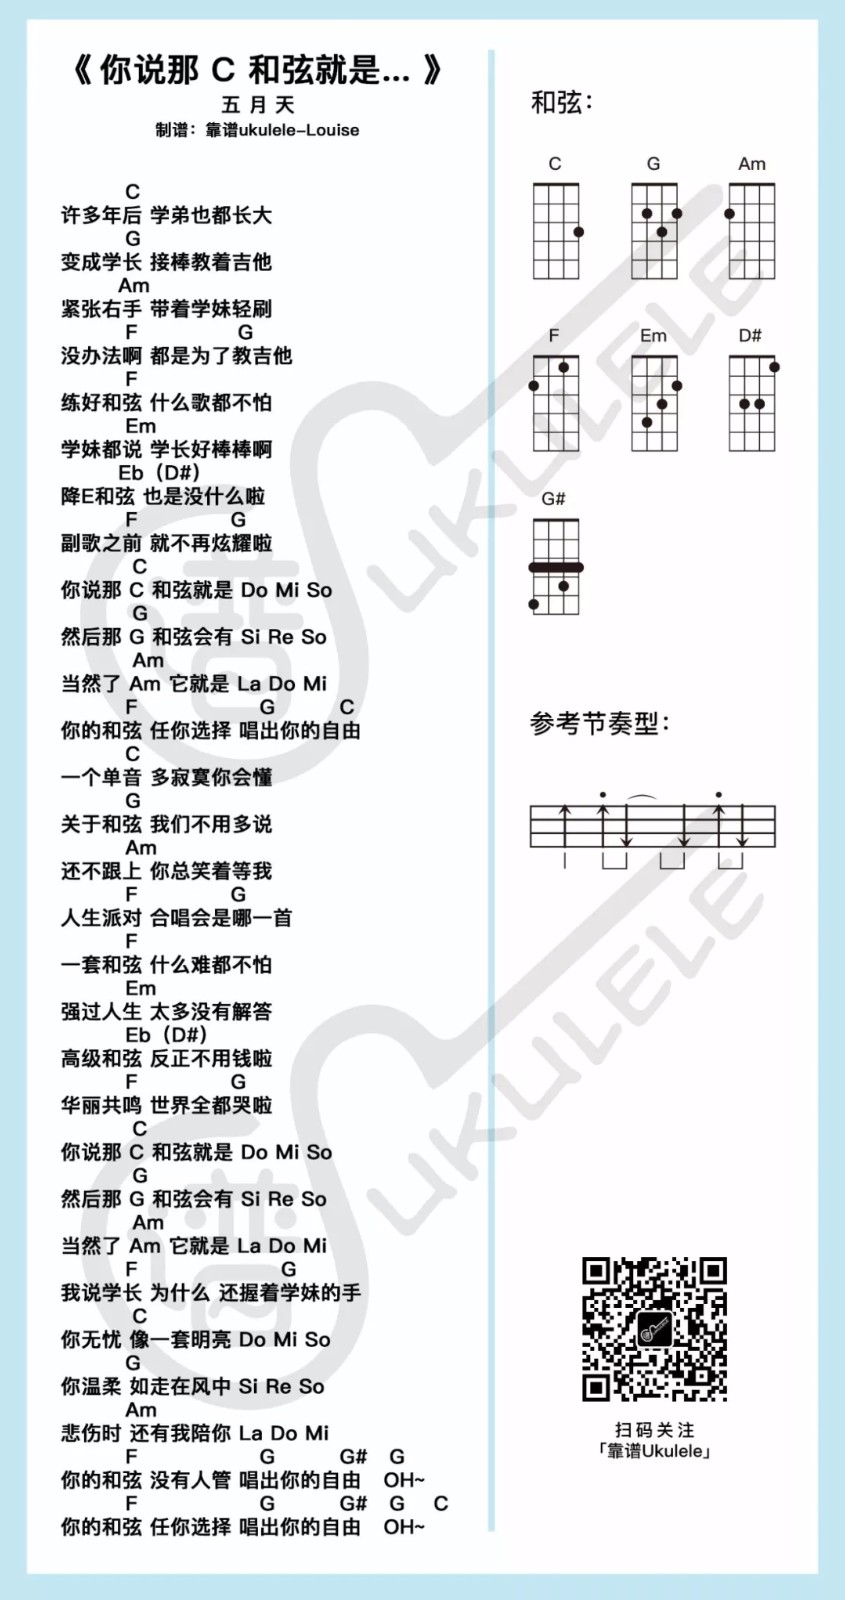 《 你说那 C 和弦就是... 》
五 月 天
制谱：靠谱ukulele-Louise
C
许多年后 学弟也都长大
G
变成学长 接棒教着吉他
Am
紧张右手 带着学妹轻刷
F G
没办法啊 都是为了教吉他
F
练好和弦 什么歌都不怕
Em
学妹都说 学长好棒棒啊
Eb（D#）
降E和弦 也是没什么啦
F G
副歌之前 就不再炫耀啦
C
你说那 C 和弦就是 Do Mi So
G
然后那 G 和弦会有 Si Re So
Am
当然了 Am 它就是 La Do Mi
F G C
你的和弦 任你选择 唱出你的自由
C
一个单音 多寂寞你会懂
G
关于和弦 我们不用多说
Am
还不跟上 你总笑着等我
F G
人生派对 合唱会是哪一首
F
一套和弦 什么难都不怕
Em
强过人生 太多没有解答
Eb（D#）
高级和弦 反正不用钱啦
F G
华丽共鸣 世界全都哭啦
C
你说那 C 和弦就是 Do Mi So
G
然后那 G 和弦会有 Si Re So
Am
当然了 Am 它就是 La Do Mi
F G
我说学长 为什么 还握着学妹的手
C
你无忧 像一套明亮 Do Mi So
G
你温柔 如走在风中 Si Re So
Am
悲伤时 还有我陪你 La Do Mi
F G G# G
你的和弦 没有人管 唱出你的自由 OH~
F G G# G C
你的和弦 任你选择 唱出你的自由 OH~
和弦：
C G Am
F Em D#
G#
参考节奏型：
扫码关注
「靠谱Ukulele」
谱 UKULELE
谱 UKULELE